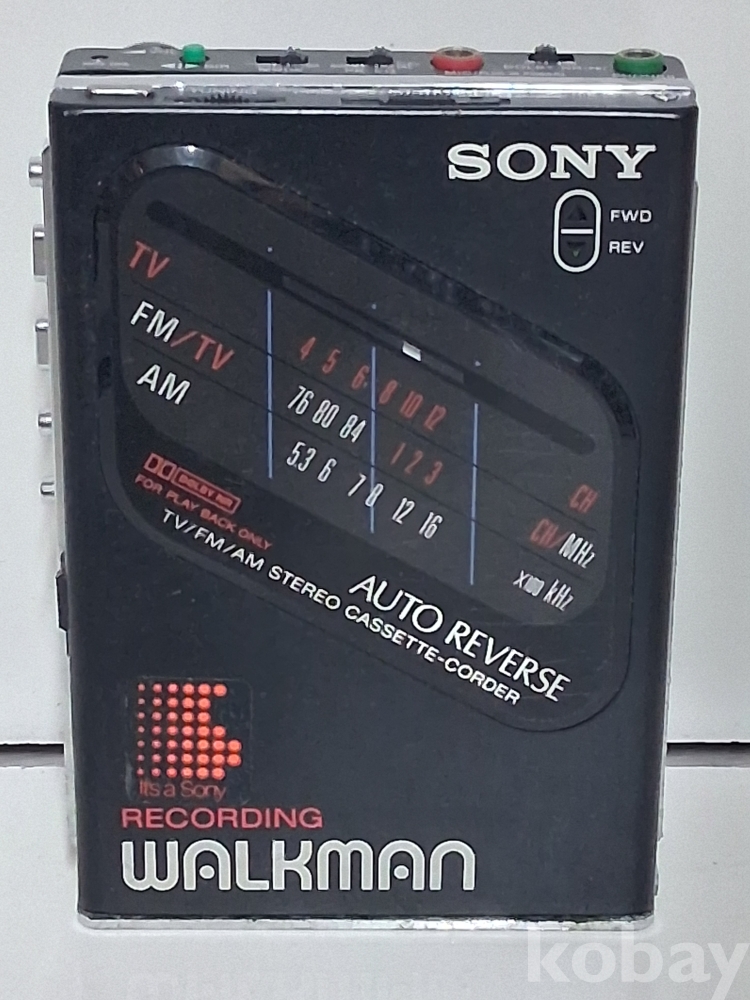 SONY
FWD
REV
TV
4 5 6 8 10 12
CH
FM/TV
76 80 84 1 2 3
CH/MHz
AM
5.3 6 7 8 12 16
x100 kHz
DOLBY NR
FOR PLAY BACK ONLY
TV/FM/AM STEREO CASSETTE-CORDER
AUTO REVERSE
It's a Sony
RECORDING
WALKMAN
kobay